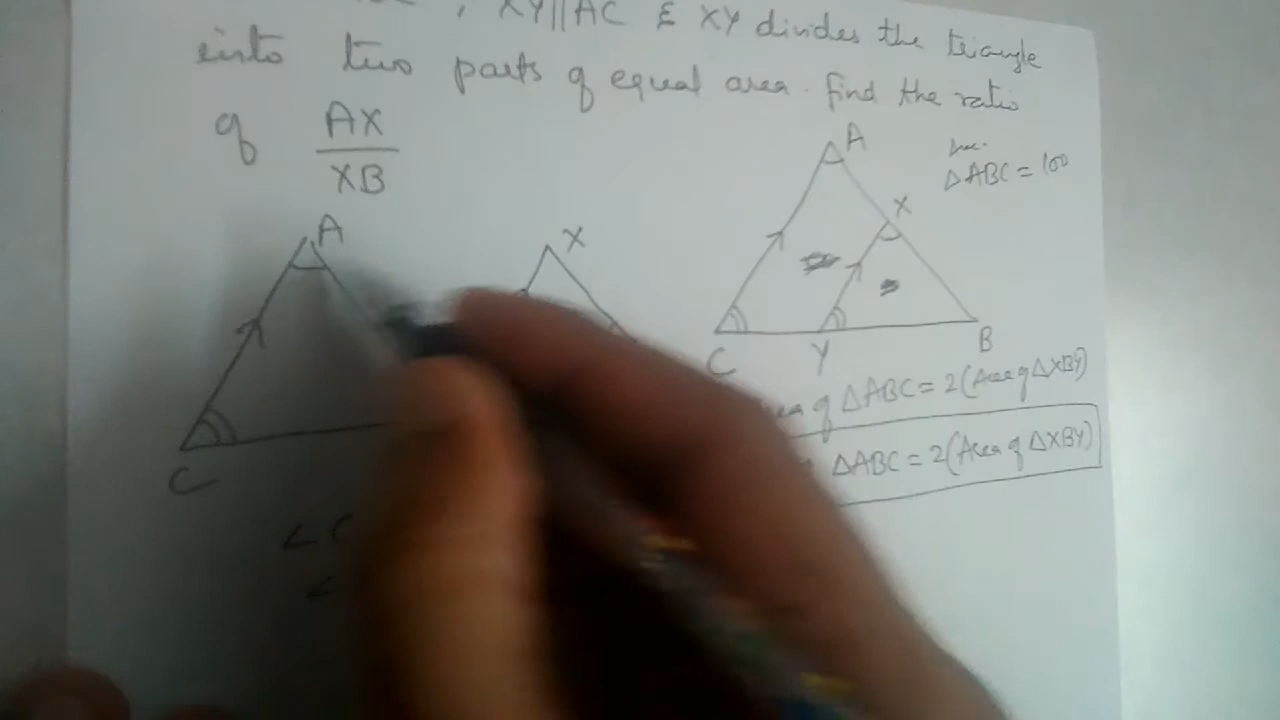 , XY||AC & XY divides the triangle
into two parts of equal area. find the ratio
of AX
XB
A
ΔABC = 100
X
C Y B
A
X
C
of ΔABC = 2(Area of ΔXBY)
ΔABC = 2(Area of ΔXBY)
∠C
∠